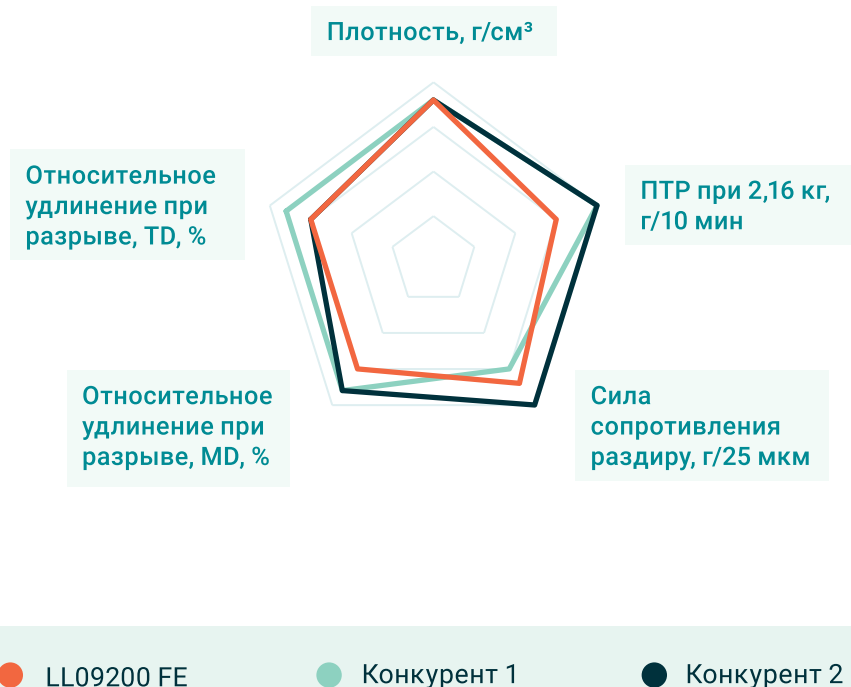 Плотность, г/см³
Относительное
удлинение при
разрыве, TD, %
ПТР при 2,16 кг,
г/10 мин
Относительное
удлинение при
разрыве, MD, %
Сила
сопротивления
раздиру, г/25 мкм
LL09200 FE
Конкурент 1
Конкурент 2